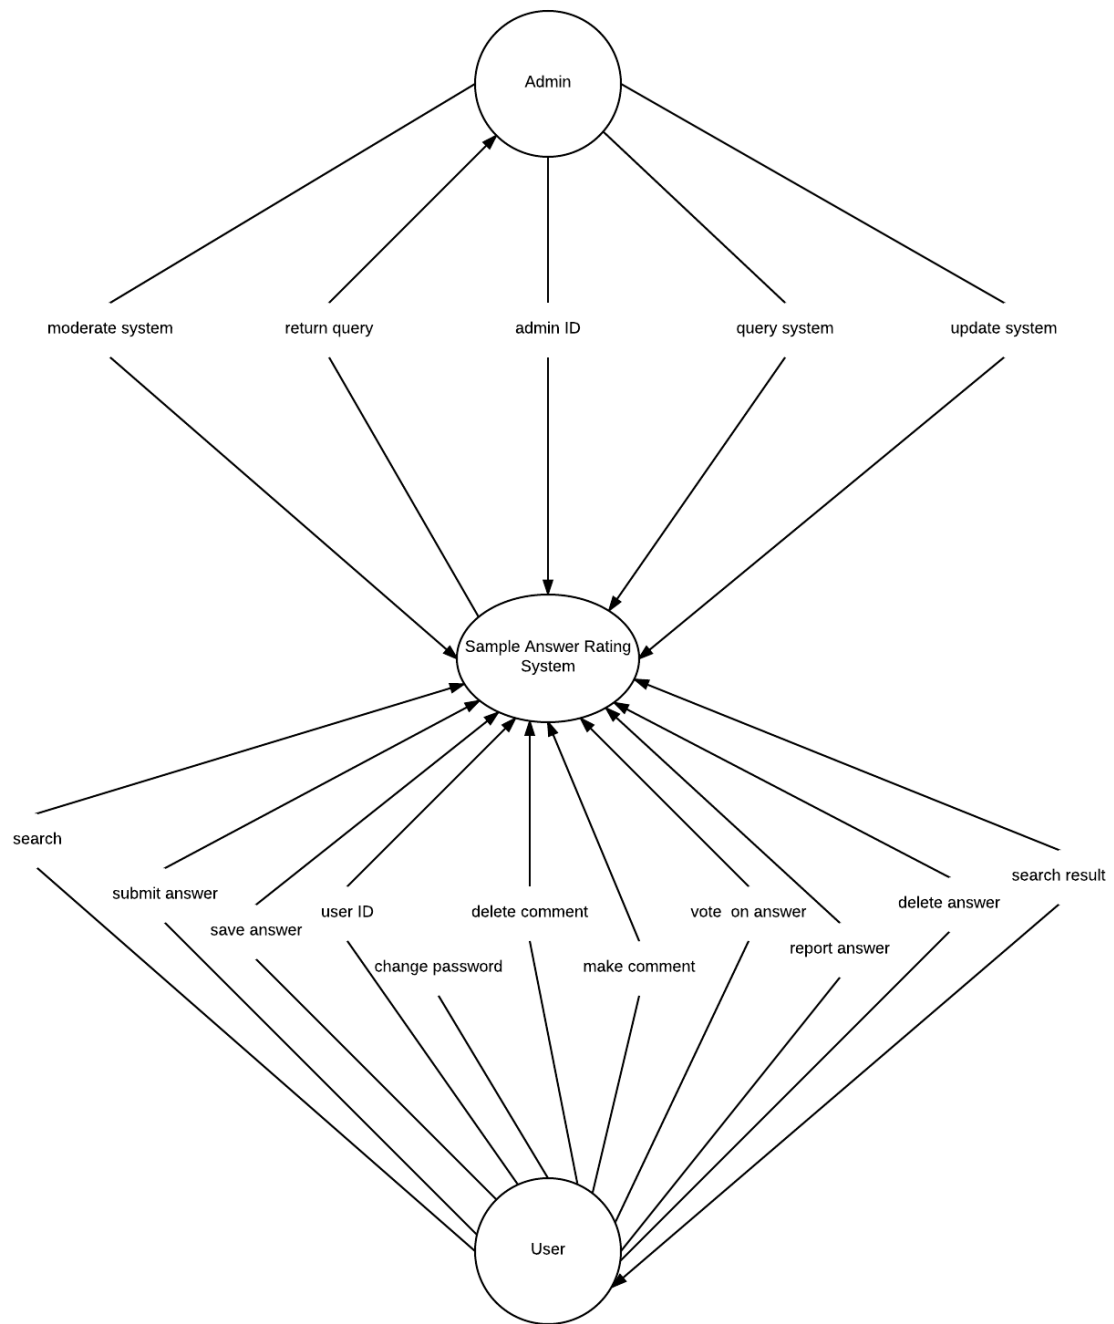 Admin
moderate system
return query
admin ID
query system
update system
Sample Answer Rating
System
search
search result
submit answer
delete answer
save answer
user ID
delete comment
vote  on answer
report answer
change password
make comment
User